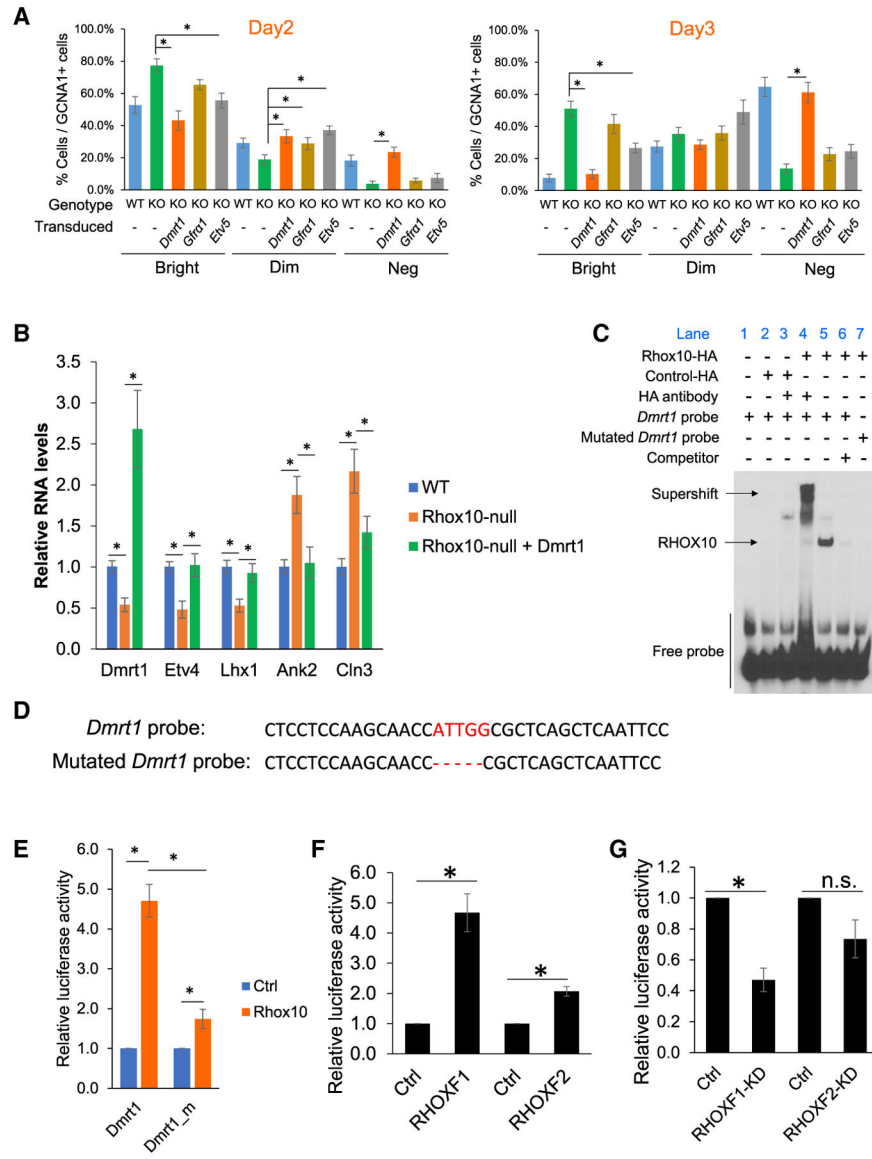 A
Day2
Day3
*
*
*
*
*
*
*
*
*
% Cells / GCNA1+ cells
100.0%
80.0%
60.0%
40.0%
20.0%
0.0%
% Cells / GCNA1+ cells
100.0%
80.0%
60.0%
40.0%
20.0%
0.0%
Genotype WT KO KO KO KO WT KO KO KO KO WT KO KO KO KO
WT KO KO KO KO WT KO KO KO KO WT KO KO KO KO
Transduced - - Dmrt1 Gfra1 Etv5 - - Dmrt1 Gfra1 Etv5 - - Dmrt1 Gfra1 Etv5
- - Dmrt1 Gfra1 Etv5 - - Dmrt1 Gfra1 Etv5 - - Dmrt1 Gfra1 Etv5
Bright Dim Neg
Bright Dim Neg
B
Relative RNA levels
3.5
3.0
2.5
2.0
1.5
1.0
0.5
0.0
* * * * * * * * * *
Dmrt1 Etv4 Lhx1 Ank2 Cln3
WT
Rhox10-null
Rhox10-null + Dmrt1
C
Lane 1 2 3 4 5 6 7
Rhox10-HA - - - + + + +
Control-HA - + + - - - -
HA antibody - - + + - - -
Dmrt1 probe + + + + + + -
Mutated Dmrt1 probe - - - - - - +
Competitor - - - - - + -
Supershift
RHOX10
Free probe
D
Dmrt1 probe: CTCCTCCAAGCAACCATTGGCGCTCAGCTCAATTCC
Mutated Dmrt1 probe: CTCCTCCAAGCAACC-----CGCTCAGCTCAATTCC
E
Relative luciferase activity
6.0
5.0
4.0
3.0
2.0
1.0
0.0
* * *
Dmrt1 Dmrt1_m
Ctrl
Rhox10
F
Relative luciferase activity
6.0
5.0
4.0
3.0
2.0
1.0
0.0
* *
Ctrl RHOXF1 Ctrl RHOXF2
G
Relative luciferase activity
1.2
1.0
0.8
0.6
0.4
0.2
0
* n.s.
Ctrl RHOXF1-KD Ctrl RHOXF2-KD